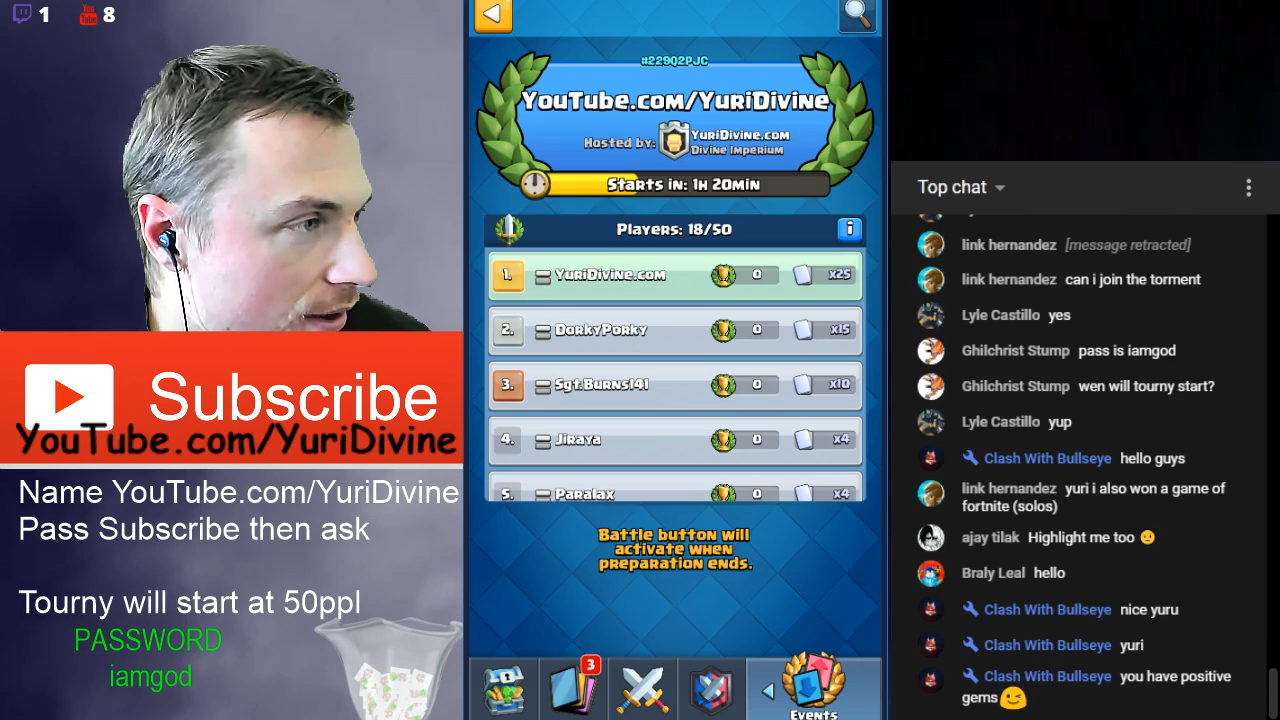 1 You Tube 8
#229Q2PJC
YouTube.com/YuriDivine
Hosted by: YuriDivine.com
Divine Imperium
Starts in: 1H 20min
Players: 18/50 i
1. YuriDivine.com 0 x25
2. DorkyPorky 0 x15
3. Sgt.Burns141 0 x10
4. Jiraya 0 x4
5. Paralax 0 x4
Battle button will
activate when
preparation ends.
3
Events
Subscribe
YouTube.com/YuriDivine
Name YouTube.com/YuriDivine
Pass Subscribe then ask
Tourny will start at 50ppl
PASSWORD
iamgod
Top chat
link hernandez [message retracted]
link hernandez can i join the torment
Lyle Castillo yes
Ghilchrist Stump pass is iamgod
Ghilchrist Stump wen will tourny start?
Lyle Castillo yup
Clash With Bullseye hello guys
link hernandez yuri i also won a game of
fortnite (solos)
ajay tilak Highlight me too
Braly Leal hello
Clash With Bullseye nice yuru
Clash With Bullseye yuri
Clash With Bullseye you have positive
gems